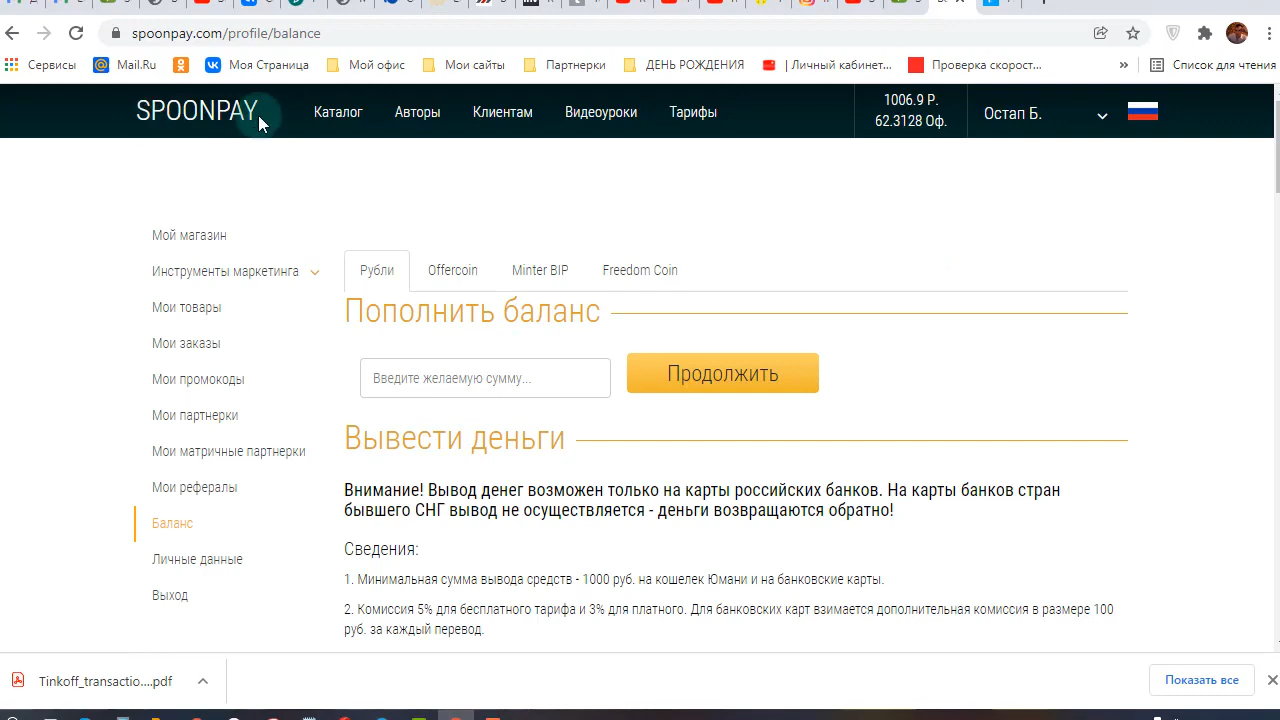 spoonpay.com/profile/balance
Сервисы
Mail.Ru
Моя Страница
Мой офис
Мои сайты
Партнерки
ДЕНЬ РОЖДЕНИЯ
| Личный кабинет...
Проверка скорост...
»
Список для чтения
SPOONPAY
Каталог
Авторы
Клиентам
Видеоуроки
Тарифы
1006.9 Р.
62.3128 Оф.
Остап Б.
Мой магазин
Инструменты маркетинга
Мои товары
Мои заказы
Мои промокоды
Мои партнерки
Мои матричные партнерки
Мои рефералы
Баланс
Личные данные
Выход
Рубли
Offercoin
Minter BIP
Freedom Coin
Пополнить баланс
Введите желаемую сумму...
Продолжить
Вывести деньги
Внимание! Вывод денег возможен только на карты российских банков. На карты банков стран
бывшего СНГ вывод не осуществляется - деньги возвращаются обратно!
Сведения:
1. Минимальная сумма вывода средств - 1000 руб. на кошелек Юмани и на банковские карты.
2. Комиссия 5% для бесплатного тарифа и 3% для платного. Для банковских карт взимается дополнительная комиссия в размере 100
руб. за каждый перевод.
Tinkoff_transactio....pdf
Показать все